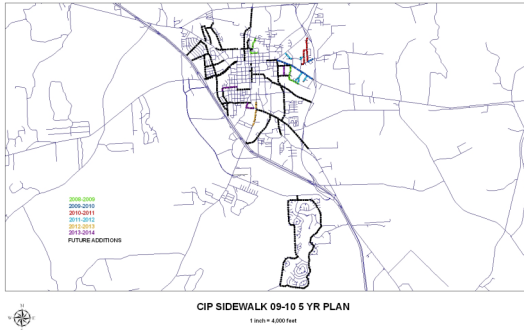 2008-2009
2009-2010
2010-2011
2011-2012
2012-2013
2013-2014
FUTURE ADDITIONS
CIP SIDEWALK 09-10 5 YR PLAN
1 inch = 4,000 feet
N
W
E
S